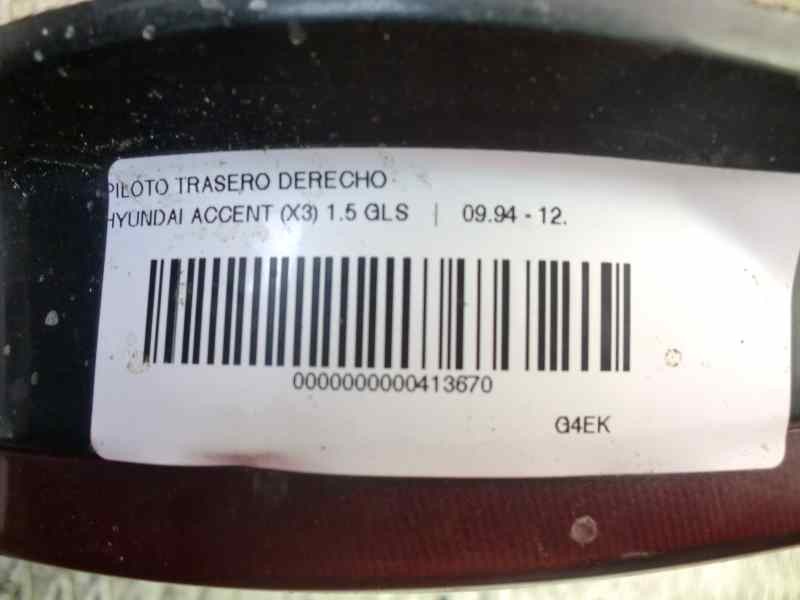 PILOTO TRASERO DERECHO
HYUNDAI ACCENT (X3) 1.5 GLS | 09.94 - 12.
0000000000413670
G4EK